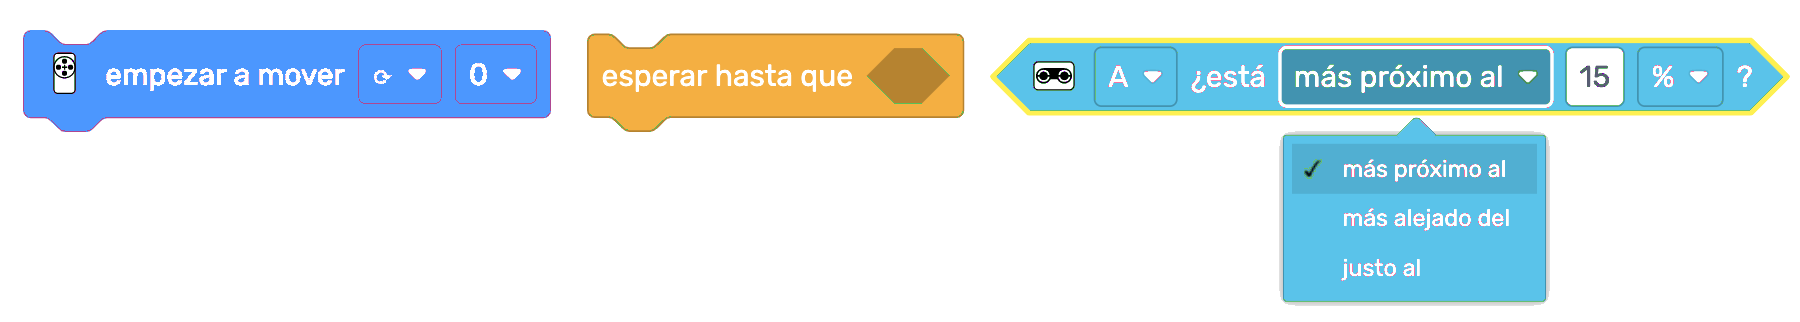 empezar a mover 0
esperar hasta que
A ¿está más próximo al 15 % ?
✓ más próximo al
más alejado del
justo al